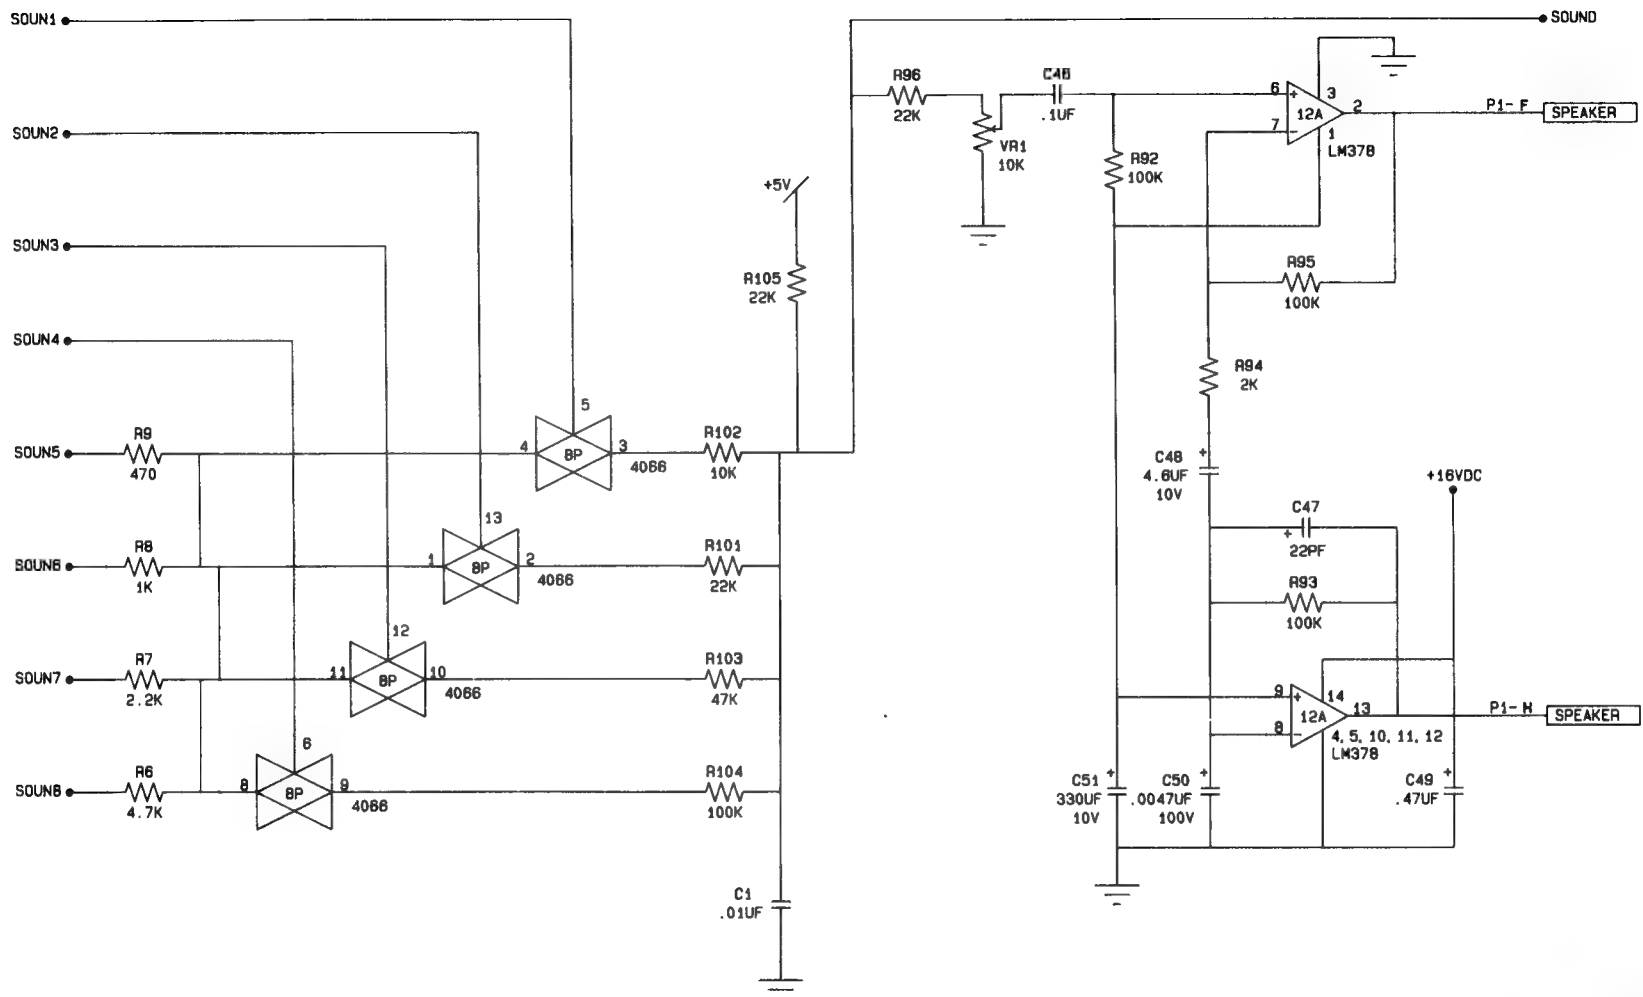 SOUN1
SOUN2
SOUN3
SOUN4
SOUN5
SOUN6
SOUN7
SOUN8
R9
470
R8
1K
R7
2.2K
R6
4.7K
5
4
8P
3
4066
13
1
8P
2
4066
12
11
8P
10
4066
6
8
8P
9
4066
R102
10K
R101
22K
R103
47K
R104
100K
C1
.01UF
+5V
R105
22K
SOUND
R96
22K
VR1
10K
C46
.1UF
R92
100K
6
+
3
12A
2
7
-
1
LM378
P1- F
SPEAKER
R95
100K
R94
2K
+
C48
4.6UF
10V
C47
+
22PF
R93
100K
+16VDC
9
+
14
12A
13
8
-
4, 5, 10, 11, 12
LM378
P1- H
SPEAKER
C51
+
330UF
10V
C50
+
.0047UF
100V
C49
+
.47UF